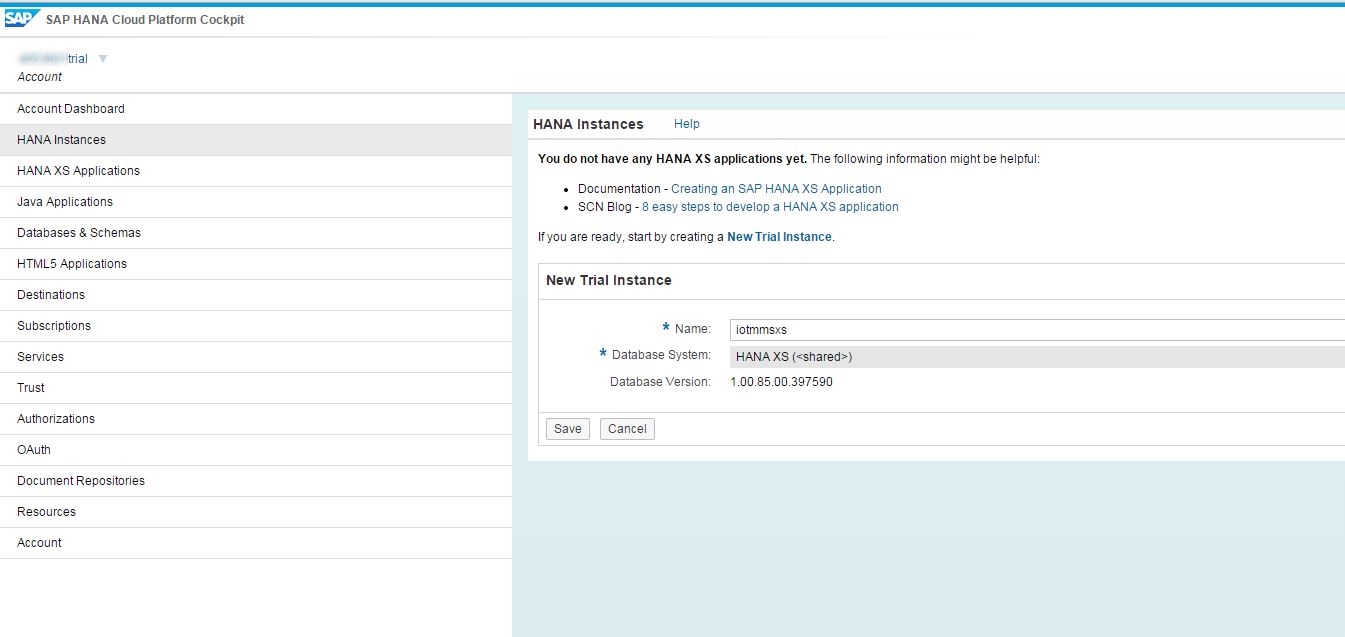 SAP SAP HANA Cloud Platform Cockpit
trial
Account
Account Dashboard
HANA Instances
HANA XS Applications
Java Applications
Databases & Schemas
HTML5 Applications
Destinations
Subscriptions
Services
Trust
Authorizations
OAuth
Document Repositories
Resources
Account
HANA Instances Help
You do not have any HANA XS applications yet. The following information might be helpful:
• Documentation - Creating an SAP HANA XS Application
• SCN Blog - 8 easy steps to develop a HANA XS application
If you are ready, start by creating a New Trial Instance.
New Trial Instance
* Name: iotmmsxs
* Database System: HANA XS (<shared>)
Database Version: 1.00.85.00.397590
Save Cancel